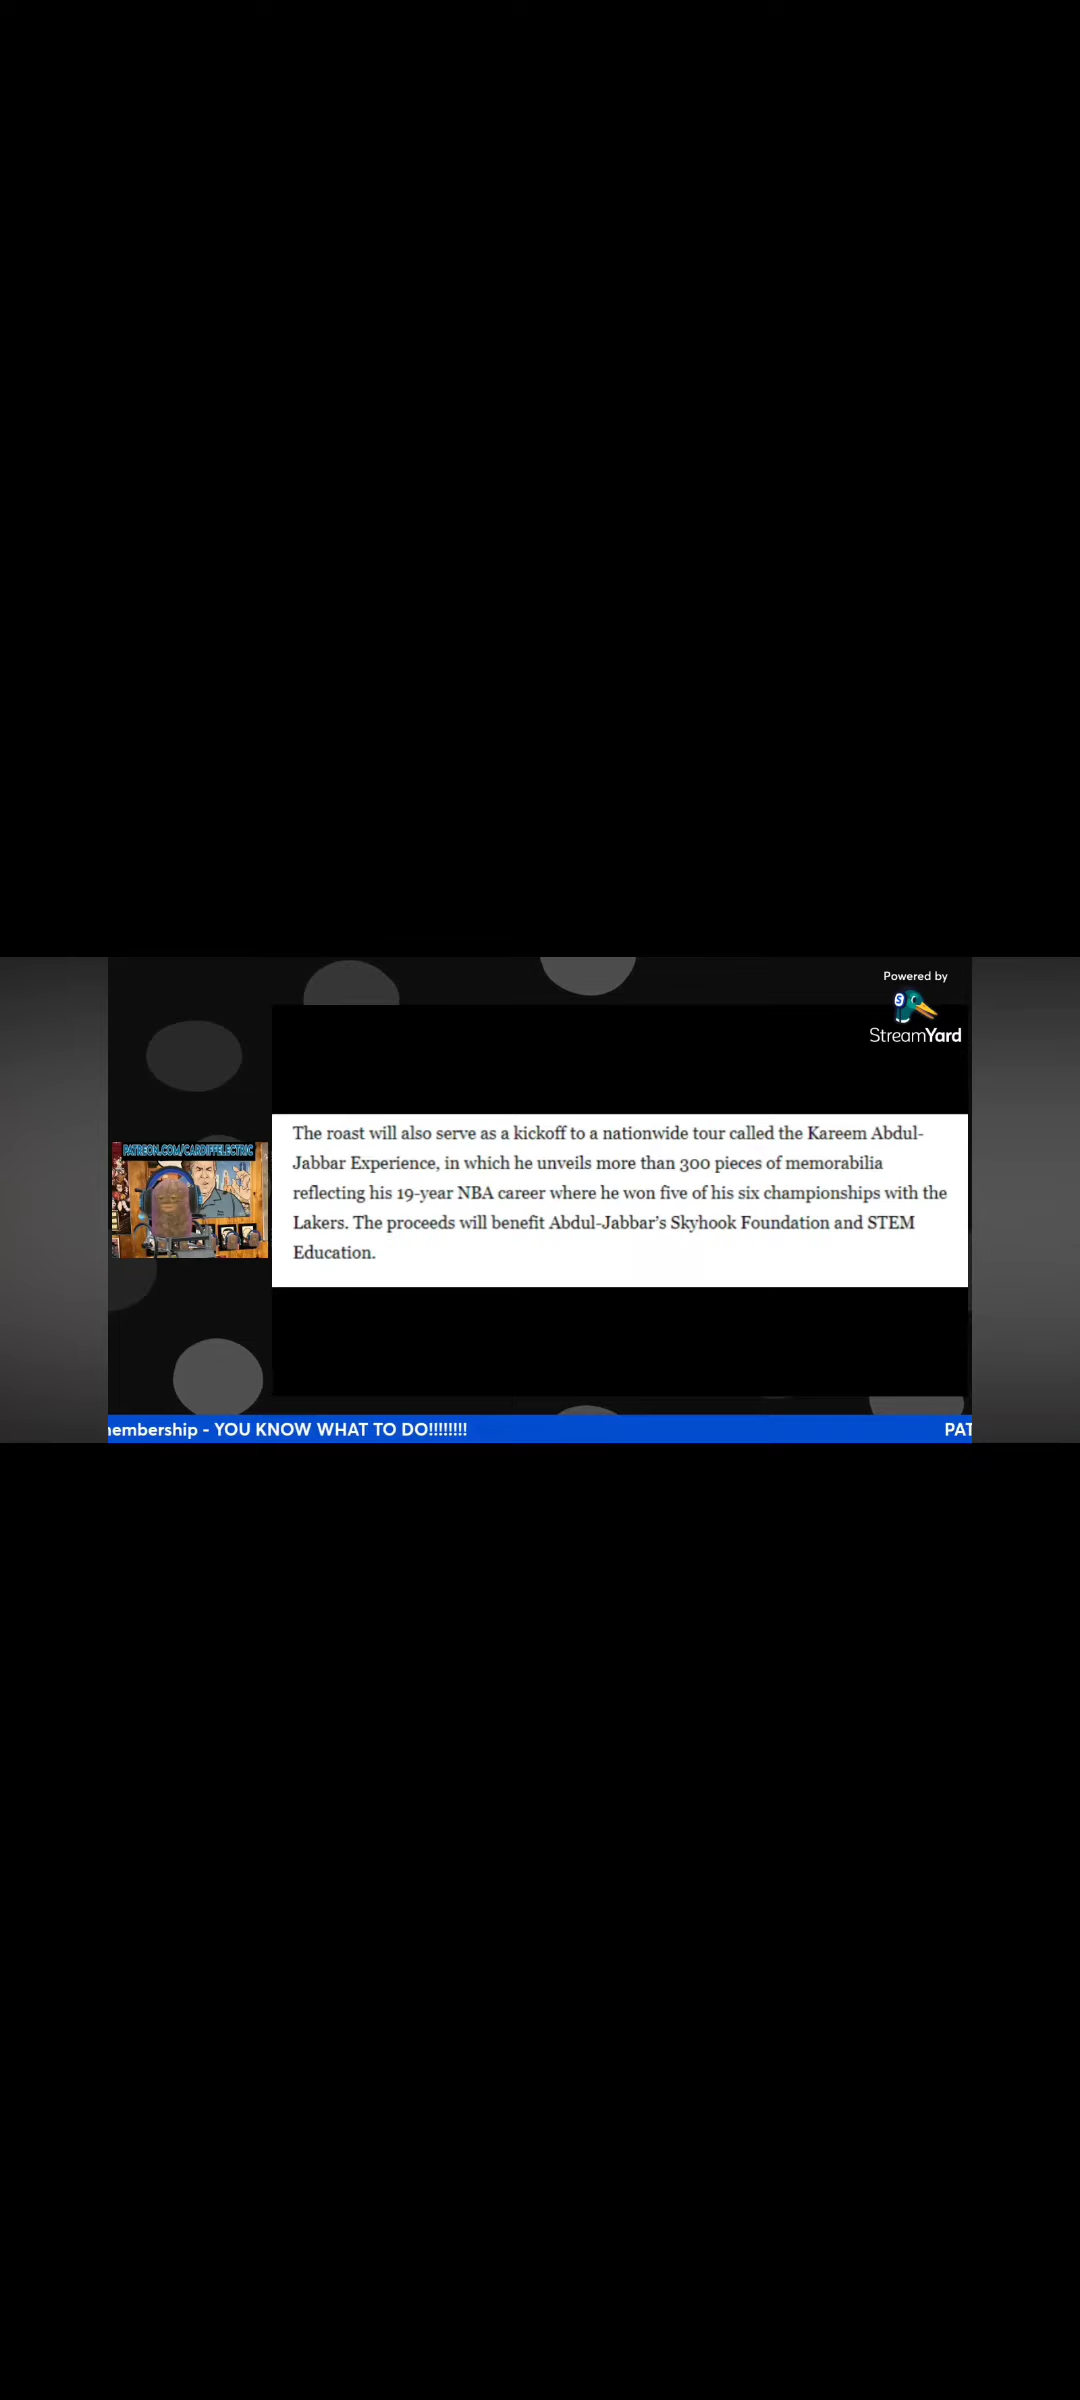 Powered by
StreamYard
The roast will also serve as a kickoff to a nationwide tour called the Kareem Abdul-
Jabbar Experience, in which he unveils more than 300 pieces of memorabilia
reflecting his 19-year NBA career where he won five of his six championships with the
Lakers. The proceeds will benefit Abdul-Jabbar's Skyhook Foundation and STEM
Education.
PATREON.COM/CARDIFFELECTRIC
embership - YOU KNOW WHAT TO DO!!!!!!!!
PAT